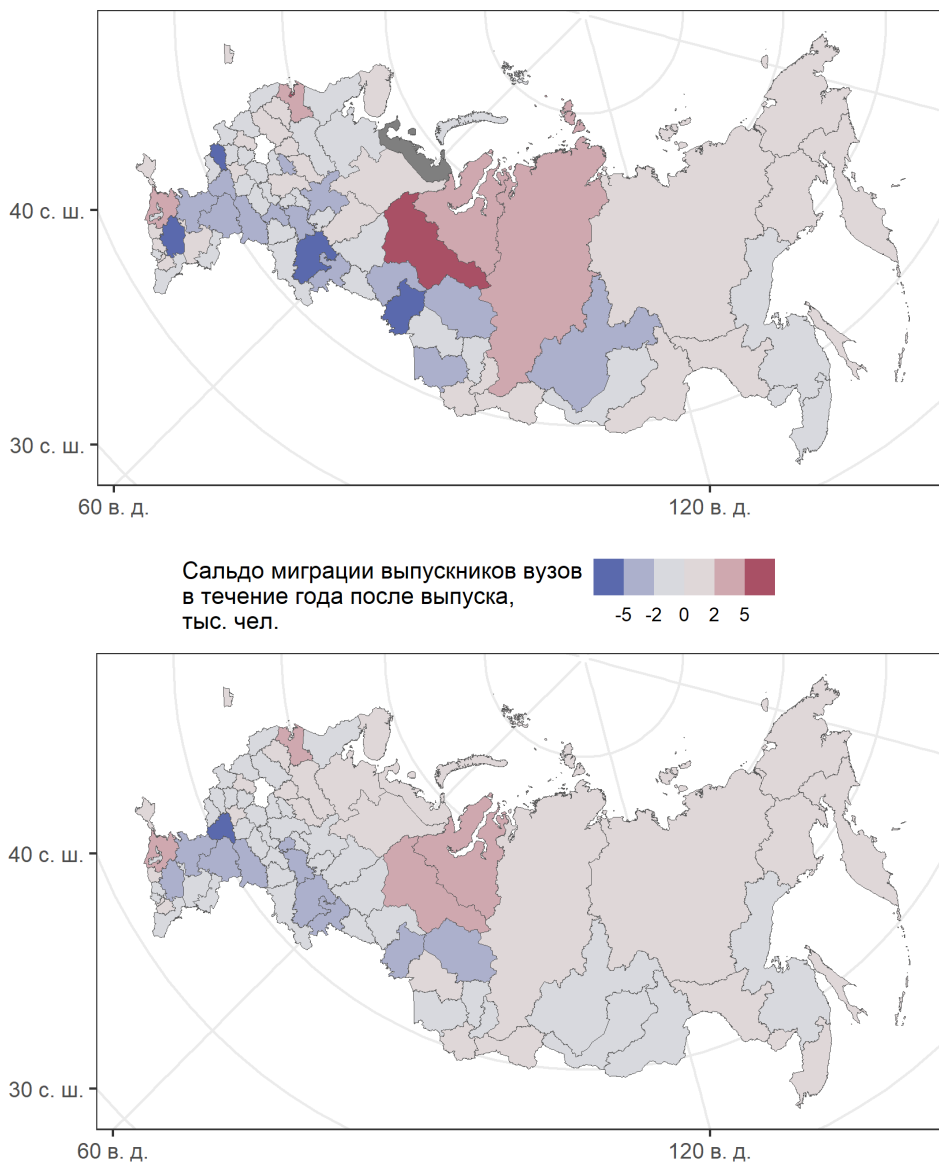 40 с. ш.
30 с. ш.
60 в. д.
120 в. д.
Сальдо миграции выпускников вузов
в течение года после выпуска,
тыс. чел.
-5 -2 0 2 5
40 с. ш.
30 с. ш.
60 в. д.
120 в. д.